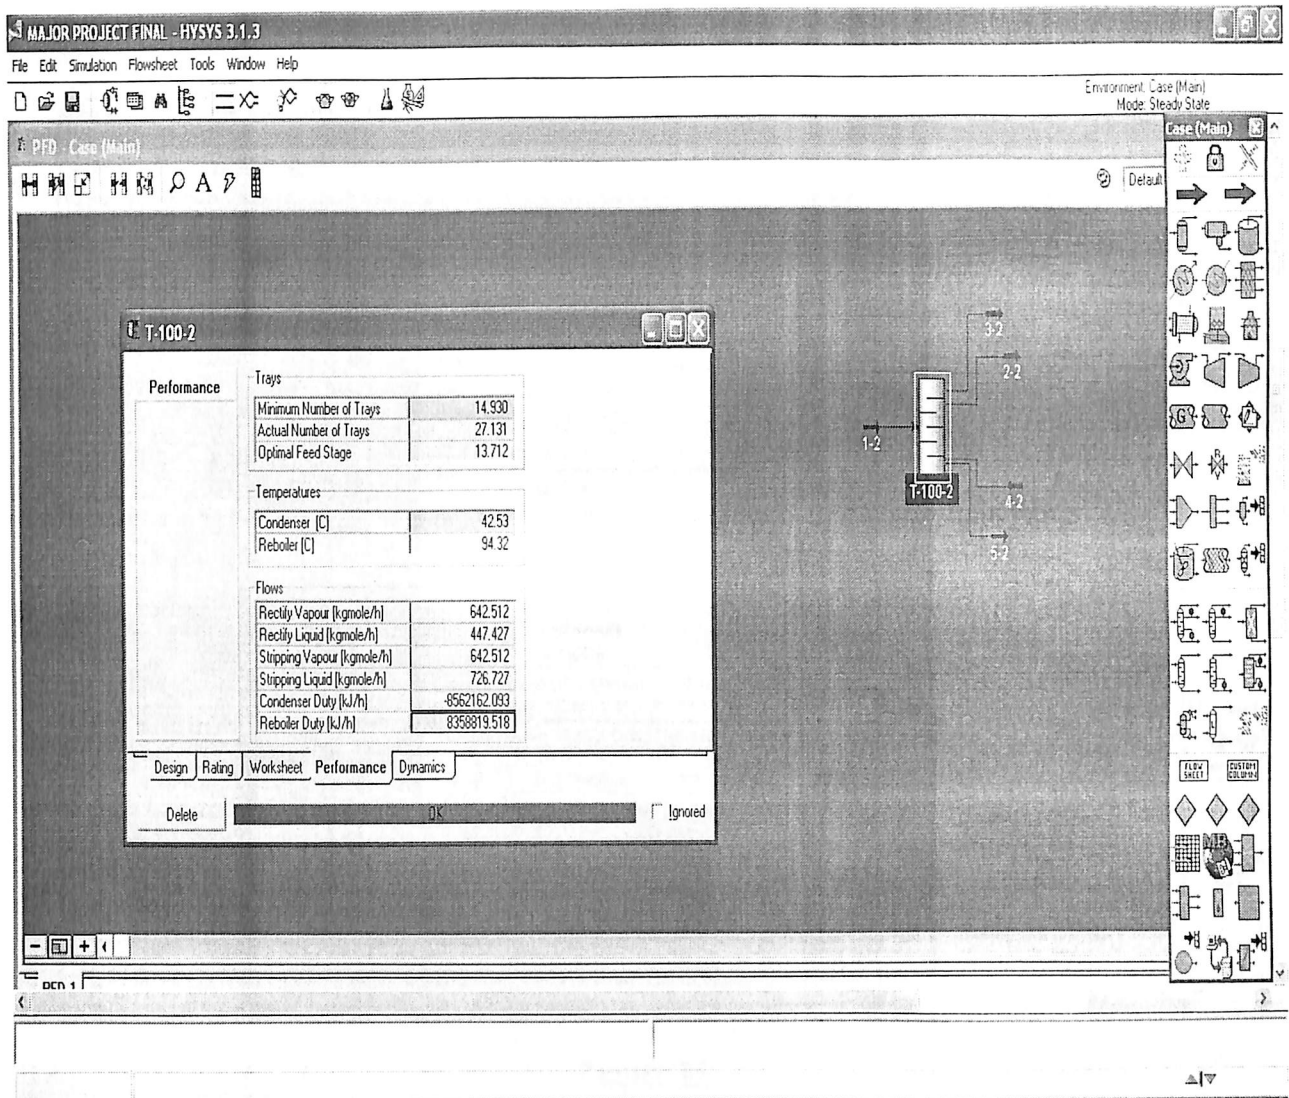 MAJOR PROJECT FINAL - HYSYS 3.1.3
File Edit Simulation Flowsheet Tools Window Help
Environment: Case (Main)
Mode: Steady State
PFD - Case (Main)
Case (Main)
A
Default
T-100-2
Performance
Trays
Minimum Number of Trays 14.930
Actual Number of Trays 27.131
Optimal Feed Stage 13.712
Temperatures
Condenser [C] 42.53
Reboiler [C] 94.32
Flows
Rectify Vapour [kgmole/h] 642.512
Rectify Liquid [kgmole/h] 447.427
Stripping Vapour [kgmole/h] 642.512
Stripping Liquid [kgmole/h] 726.727
Condenser Duty [kJ/h] -8562162.093
Reboiler Duty [kJ/h] 8358819.518
Design Rating Worksheet Performance Dynamics
Delete OK Ignored
3-2
2-2
1-2
T-100-2
4-2
5-2
G
FLOW SHEET
CUSTOM COLUMN
MB
PFD 1